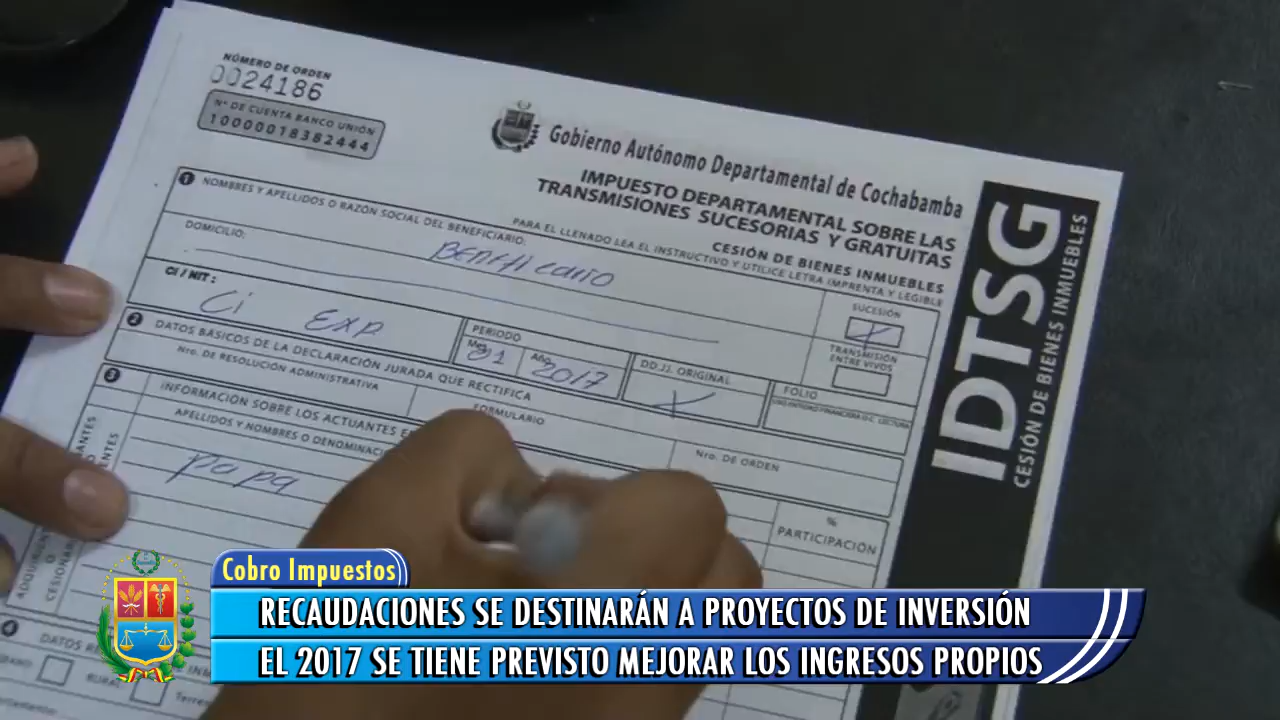 NÚMERO DE ORDEN
0024186
Nº DE CUENTA BANCO UNIÓN
10000018382444
Gobierno Autónomo Departamental de Cochabamba
IMPUESTO DEPARTAMENTAL SOBRE LAS
TRANSMISIONES SUCESORIAS Y GRATUITAS
CESIÓN DE BIENES INMUEBLES
PARA EL LLENADO LEA EL INSTRUCTIVO Y UTILICE LETRA IMPRENTA Y LEGIBLE
IDTSG
CESIÓN DE BIENES INMUEBLES
1 NOMBRES Y APELLIDOS O RAZÓN SOCIAL DEL BENEFICIARIO:
SUCESIÓN
X
DOMICILIO:
TRANSMISIÓN
ENTRE VIVOS
CI / NIT :
Ci EXP
PERIODO
Mes 01 Año 2017
DD.JJ. ORIGINAL
X
FOLIO
2 DATOS BÁSICOS DE LA DECLARACIÓN JURADA QUE RECTIFICA
Nro. DE RESOLUCIÓN ADMINISTRATIVA
FORMULARIO
Nro. DE ORDEN
3 INFORMACIÓN SOBRE LOS ACTUANTES
APELLIDOS Y NOMBRES O
%
PARTICIPACIÓN
papa
O
4 DATOS
RURAL
Cobro Impuestos
RECAUDACIONES SE DESTINARÁN A PROYECTOS DE INVERSIÓN
EL 2017 SE TIENE PREVISTO MEJORAR LOS INGRESOS PROPIOS